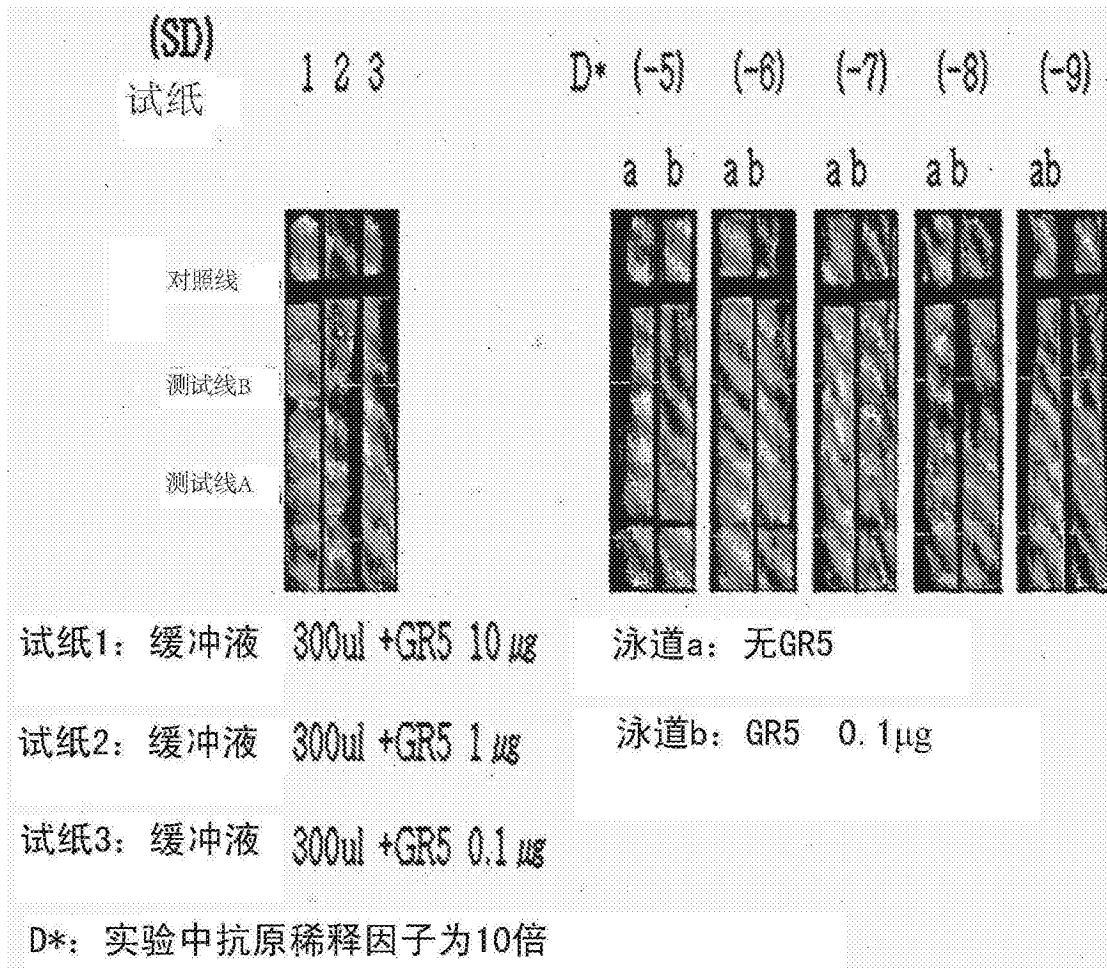 (SD)
试纸
1 2 3
D* (-5) (-6) (-7) (-8) (-9)
a b ab ab ab ab
对照线
测试线B
测试线A
试纸1: 缓冲液 300ul +GR5 10 μg
试纸2: 缓冲液 300ul +GR5 1 μg
试纸3: 缓冲液 300ul +GR5 0.1 μg
泳道a: 无GR5
泳道b: GR5 0.1μg
D*: 实验中抗原稀释因子为10倍